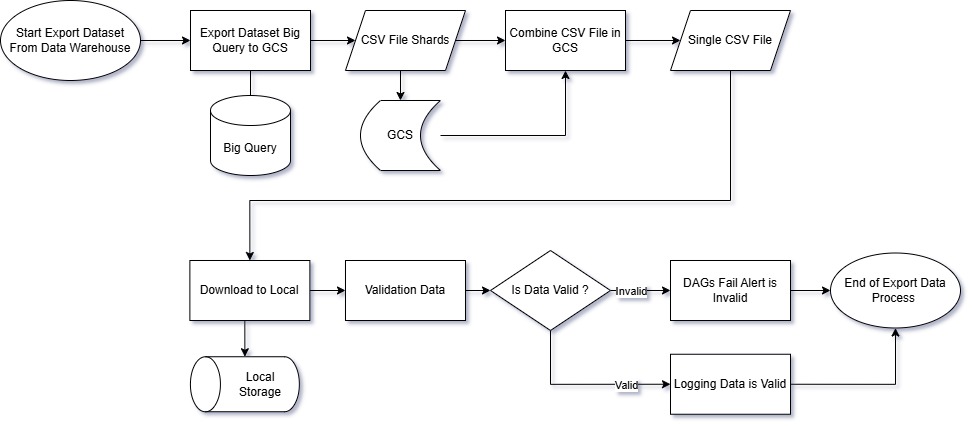 Start Export Dataset
From Data Warehouse
Export Dataset Big
Query to GCS
CSV File Shards
Combine CSV File in
GCS
Single CSV File
Big Query
GCS
Download to Local
Validation Data
Is Data Valid ?
Invalid
DAGs Fail Alert is
Invalid
End of Export Data
Process
Local
Storage
Valid
Logging Data is Valid